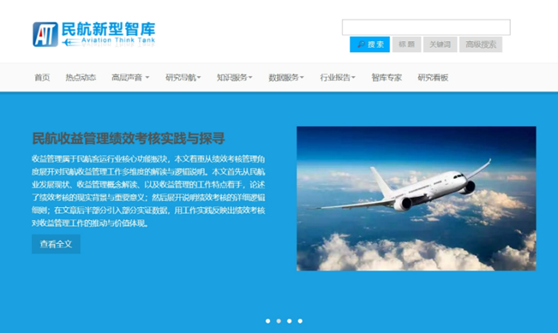 民航新型智库
Aviation Think Tank
搜索
标题
关键词
高级搜索
首页 热点动态 高层声音 研究导航 知识服务 数据服务 行业报告 智库专家 研究看板
民航收益管理绩效考核实践与探寻
收益管理属于民航客运行业核心功能板块，本文着重从绩效考核管理角
度展开对民航收益管理工作多维度的解读与逻辑说明。本文首先从民航
业发展现状、收益管理概念解读、以及收益管理的工作特点着手，论述
了绩效考核的现实背景与重要意义；然后展开说明绩效考核的详细逻辑
细则；在文章后半部分引入部分实证数据，用工作实践反映出绩效考核
对收益管理工作的推动与价值体现。
查看全文